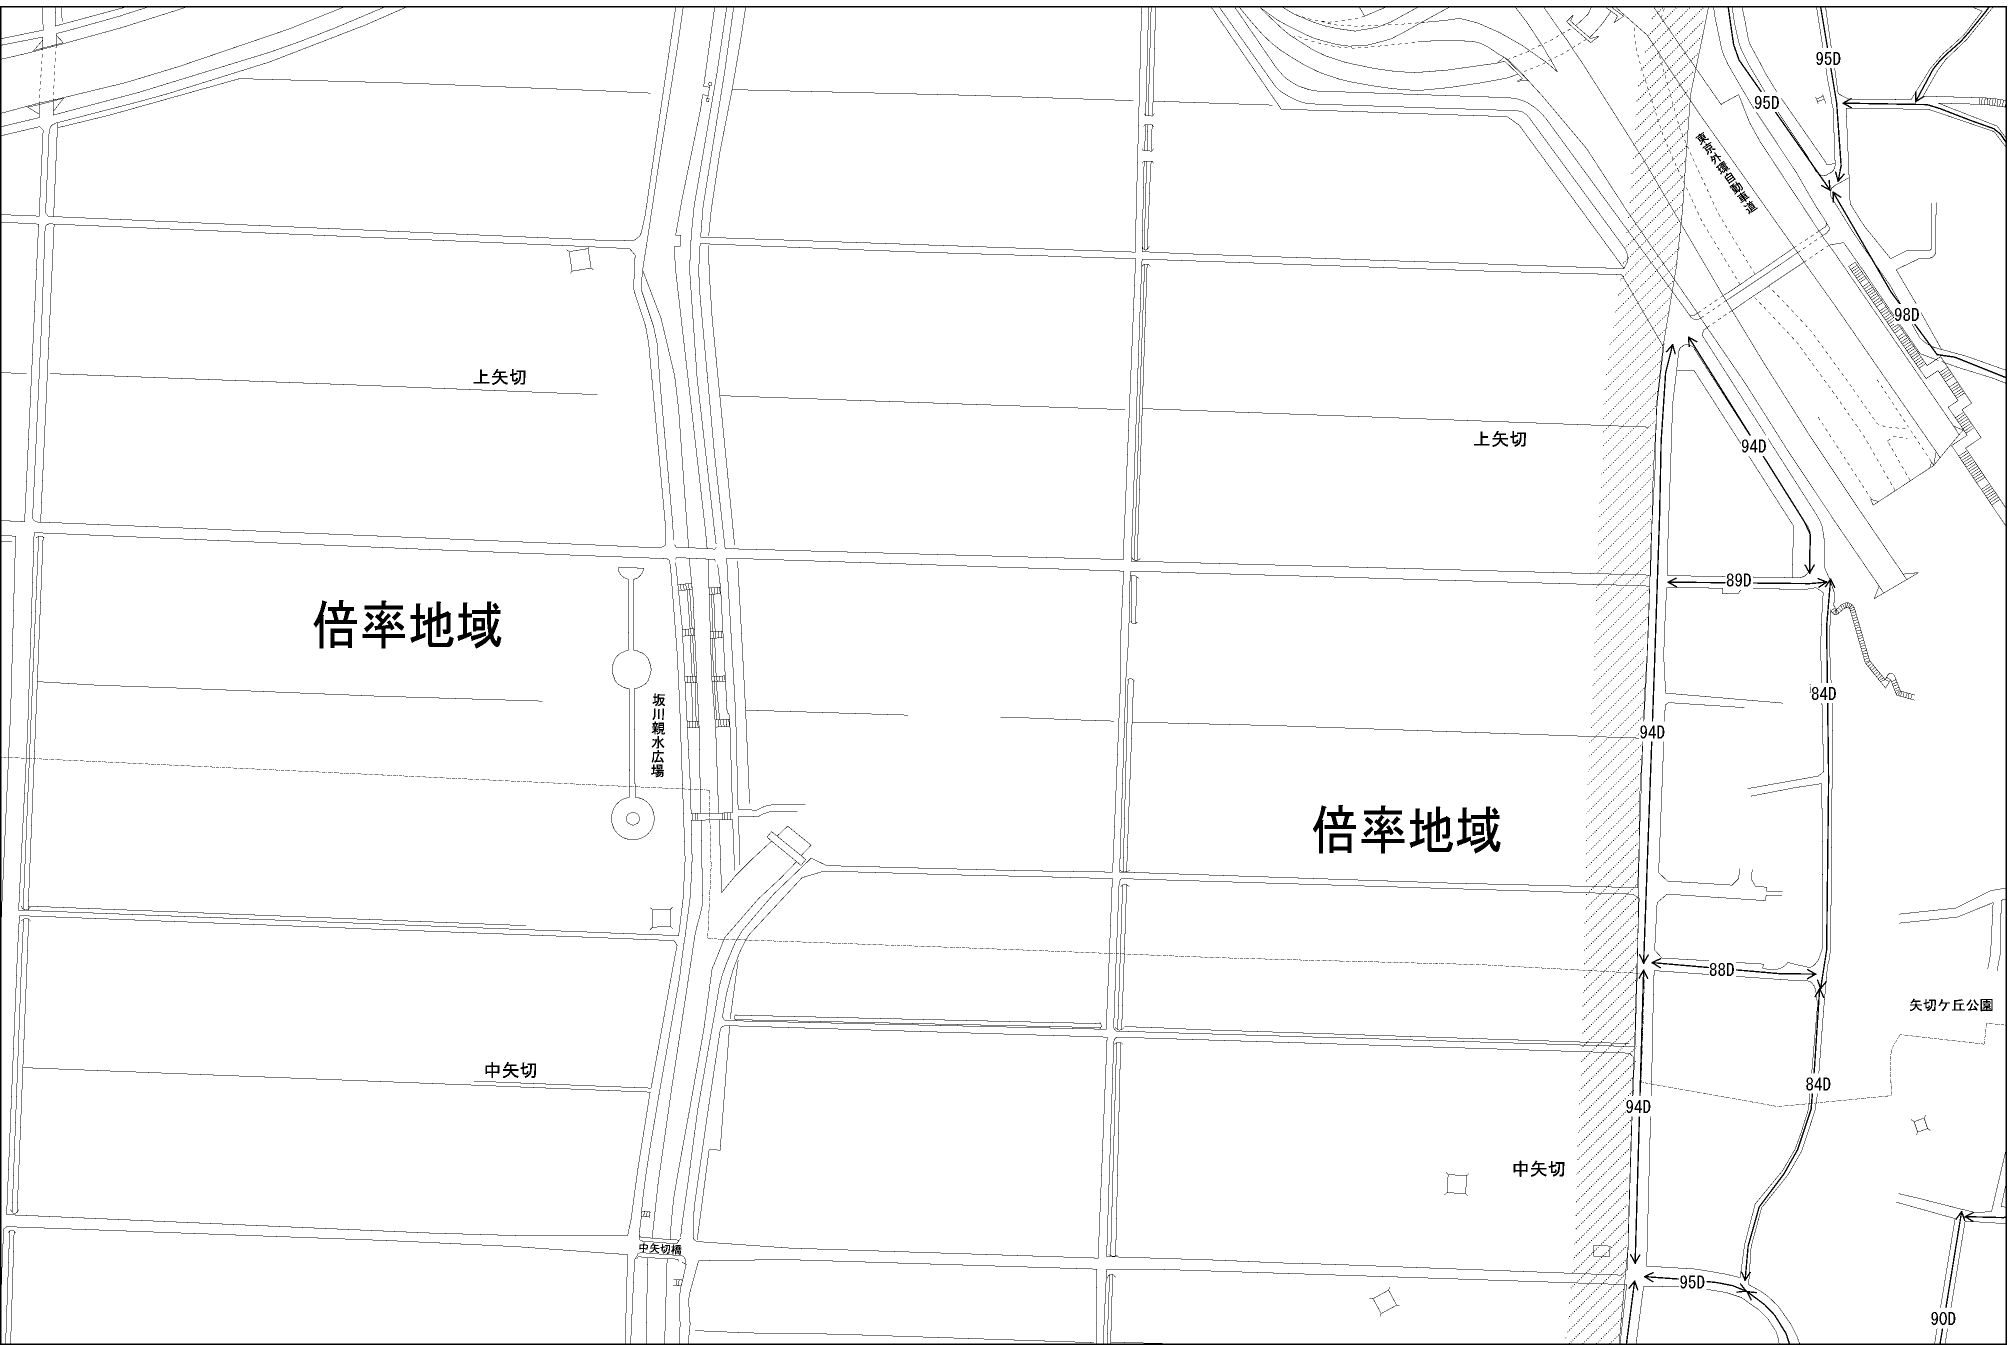 95D
95D
東京外環自動車道
98D
上矢切
上矢切
94D
89D
倍率地域
84D
坂川親水広場
94D
倍率地域
88D
矢切ケ丘公園
中矢切
84D
94D
中矢切
中矢切橋
95D
90D